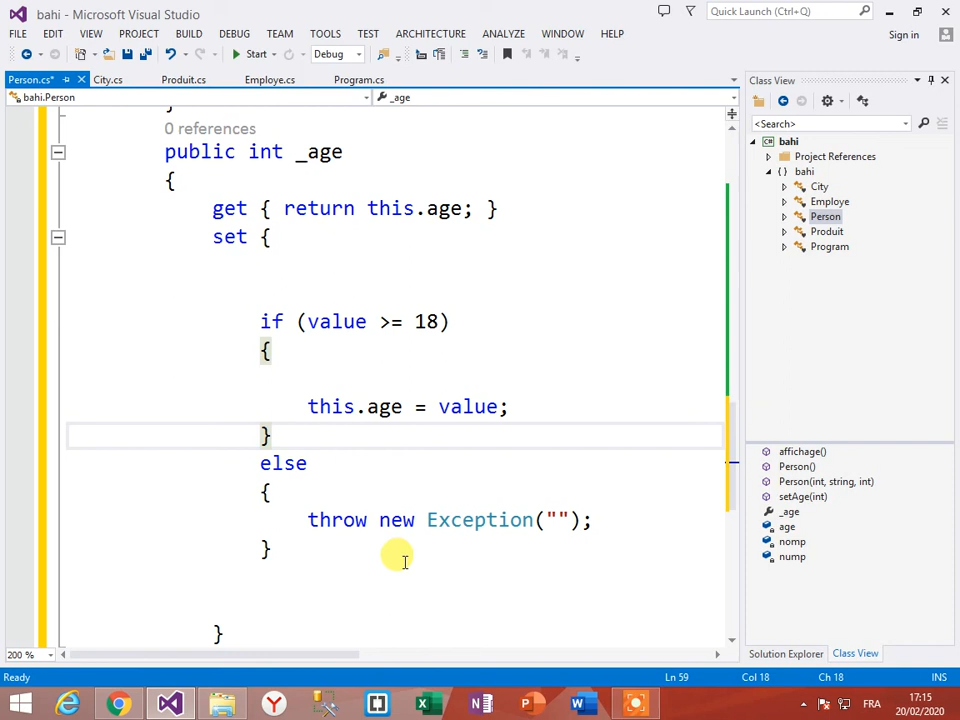 bahi - Microsoft Visual Studio
Quick Launch (Ctrl+Q)
FILE EDIT VIEW PROJECT BUILD DEBUG TEAM TOOLS TEST ARCHITECTURE ANALYZE WINDOW HELP
Sign in
Start Debug
Person.cs* City.cs Produit.cs Employe.cs Program.cs
bahi.Person _age
}
0 references
public int _age
{
get { return this.age; }
set {
if (value >= 18)
{
this.age = value;
}
else
{
throw new Exception("");
}
}
200 %
Class View
<Search>
bahi
Project References
bahi
City
Employe
Person
Produit
Program
affichage()
Person()
Person(int, string, int)
setAge(int)
_age
age
nomp
nump
Solution Explorer Class View
Ready Ln 59 Col 18 Ch 18 INS
FR 17:15
20/02/2020